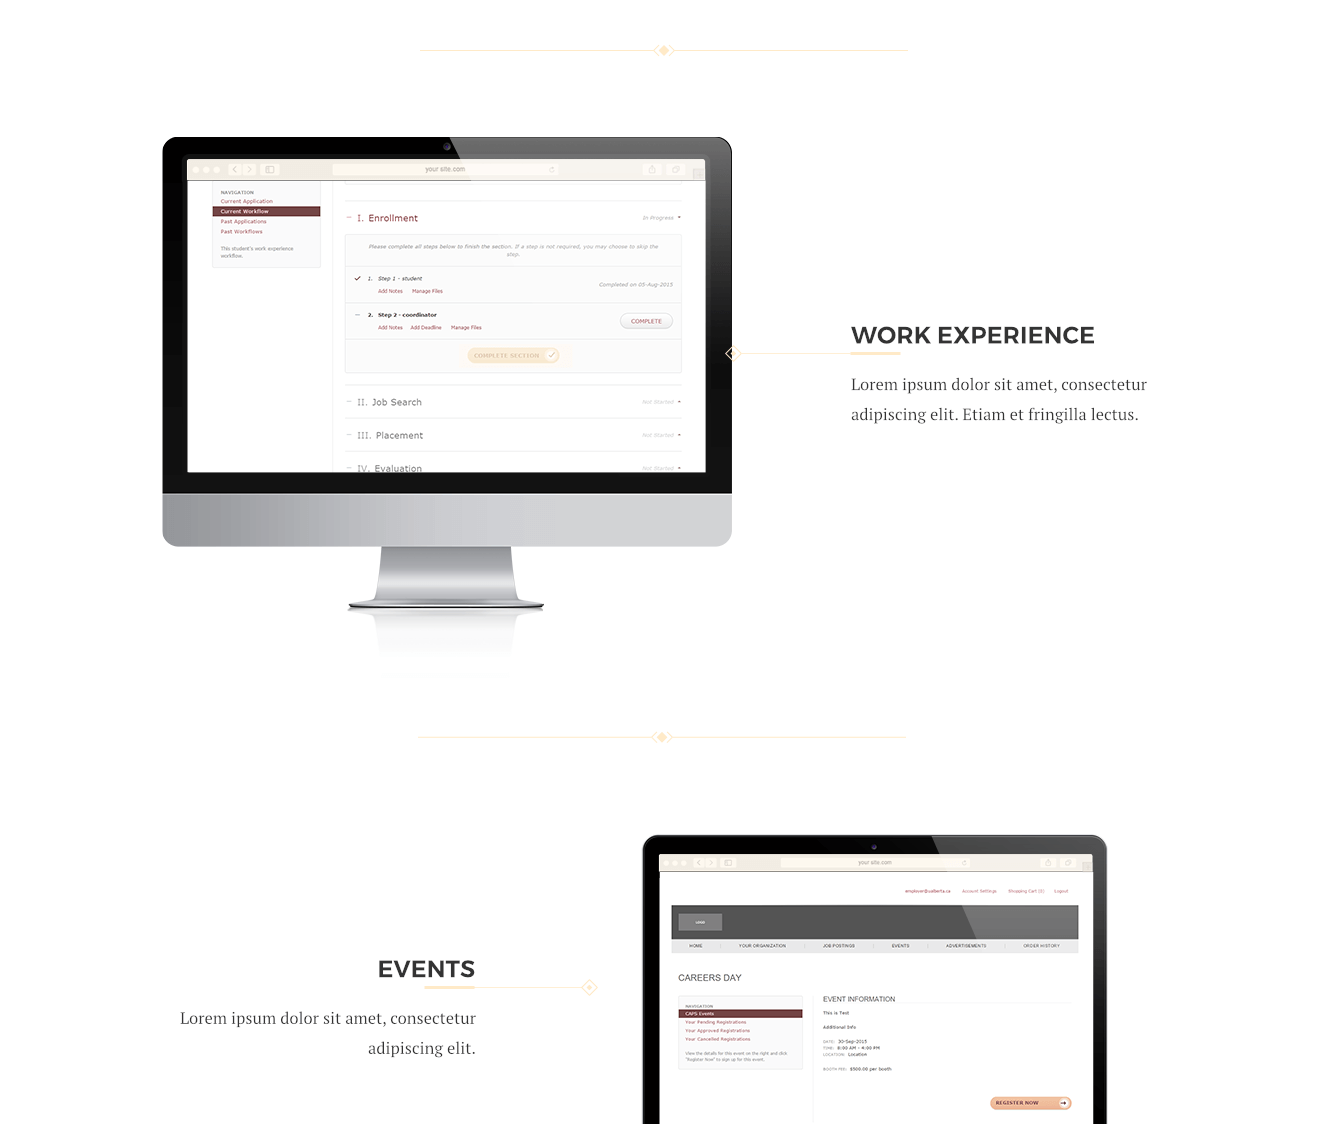 your site.com
NAVIGATION
Current Application
Current Workflow
Past Applications
Past Workflows
This student's work experience
workflow.
I. Enrollment
In Progress
Please complete all steps below to finish the section. If a step is not required, you may choose to skip the
step.
1. Step 1 - student
Completed on 05-Aug-2015
Add Notes Manage Files
2. Step 2 - coordinator
COMPLETE
Add Notes Add Deadline Manage Files
COMPLETE SECTION
II. Job Search
Not Started
III. Placement
Not Started
IV. Evaluation
Not Started
WORK EXPERIENCE
Lorem ipsum dolor sit amet, consectetur
adipiscing elit. Etiam et fringilla lectus.
EVENTS
Lorem ipsum dolor sit amet, consectetur
adipiscing elit.
your site.com
employer@ualberta.ca Account Settings Shopping Cart (0) Logout
LOGO
HOME YOUR ORGANIZATION JOB POSTINGS EVENTS ADVERTISEMENTS ORDER HISTORY
CAREERS DAY
NAVIGATION
CAPS Events
Your Pending Registrations
Your Approved Registrations
Your Cancelled Registrations
View the details for this event on the right and click
"Register Now" to sign up for this event.
EVENT INFORMATION
This is Test
Additional Info
DATE: 30-Sep-2015
TIME: 8:00 AM - 4:00 PM
LOCATION: Location
BOOTH FEE: $500.00 per booth
REGISTER NOW